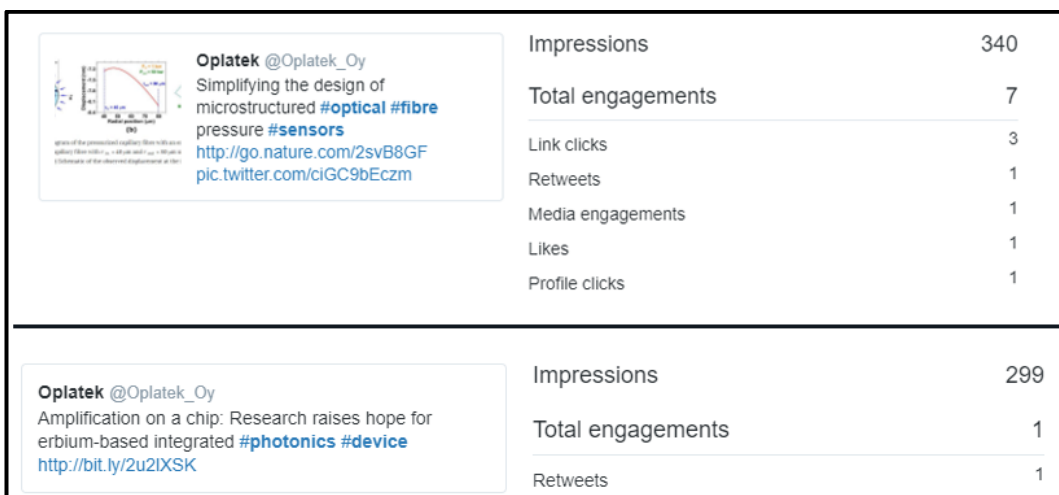 Oplatek @Oplatek_Oy
Simplifying the design of
microstructured #optical #fibre
pressure #sensors
http://go.nature.com/2svB8GF
pic.twitter.com/ciGC9bEczm
(b)
Impressions 340
Total engagements 7
Link clicks 3
Retweets 1
Media engagements 1
Likes 1
Profile clicks 1
Oplatek @Oplatek_Oy
Amplification on a chip: Research raises hope for
erbium-based integrated #photonics #device
http://bit.ly/2u2lXSK
Impressions 299
Total engagements 1
Retweets 1